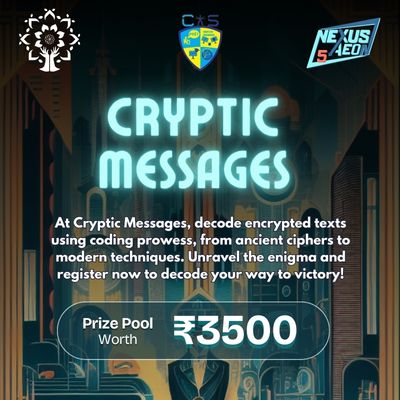 C★S
NEXUS
5 AEON
CRYPTIC
MESSAGES
At Cryptic Messages, decode encrypted texts
using coding prowess, from ancient ciphers to
modern techniques. Unravel the enigma and
register now to decode your way to victory!
Prize Pool
Worth
₹3500